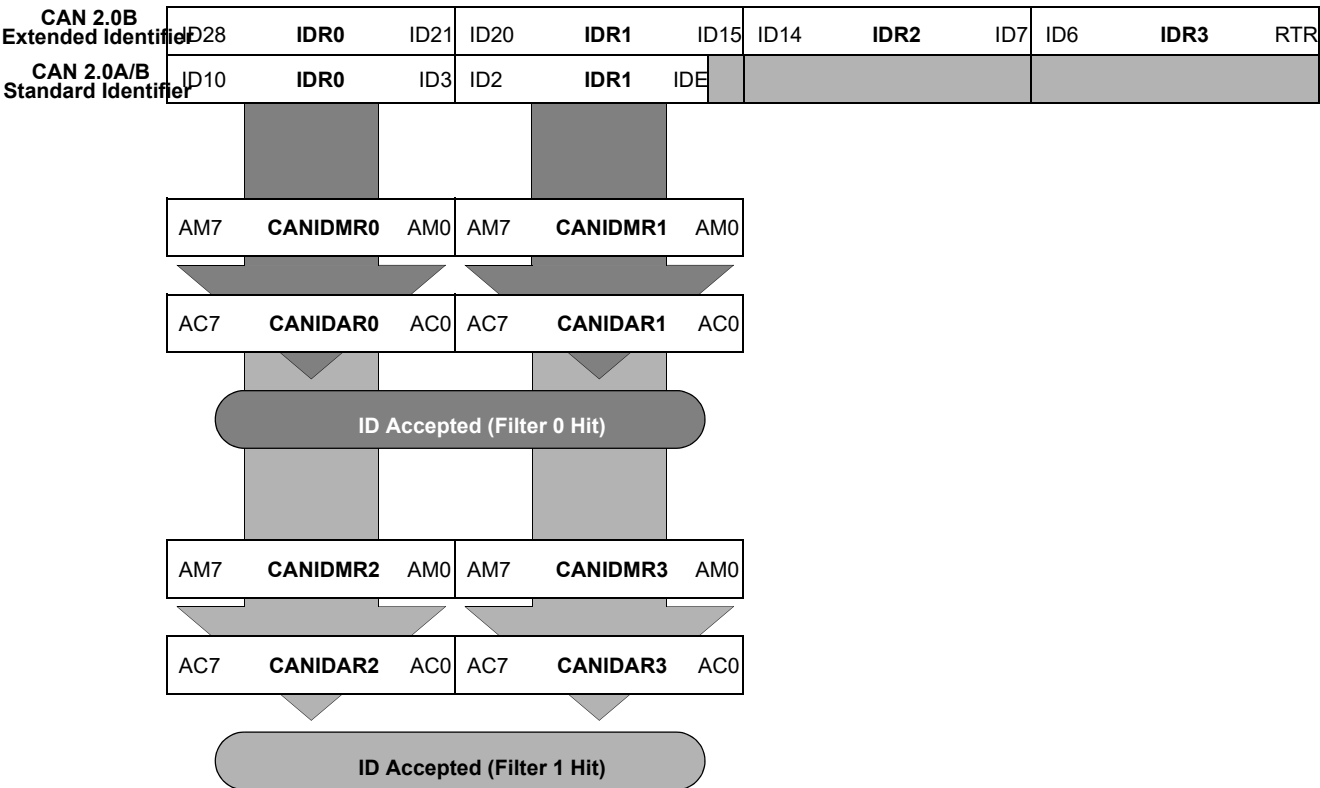 CAN 2.0B
Extended Identifier
ID28 IDR0 ID21 ID20 IDR1 ID15 ID14 IDR2 ID7 ID6 IDR3 RTR
CAN 2.0A/B
Standard Identifier
ID10 IDR0 ID3 ID2 IDR1 IDE
AM7 CANIDMR0 AM0 AM7 CANIDMR1 AM0
AC7 CANIDAR0 AC0 AC7 CANIDAR1 AC0
ID Accepted (Filter 0 Hit)
AM7 CANIDMR2 AM0 AM7 CANIDMR3 AM0
AC7 CANIDAR2 AC0 AC7 CANIDAR3 AC0
ID Accepted (Filter 1 Hit)